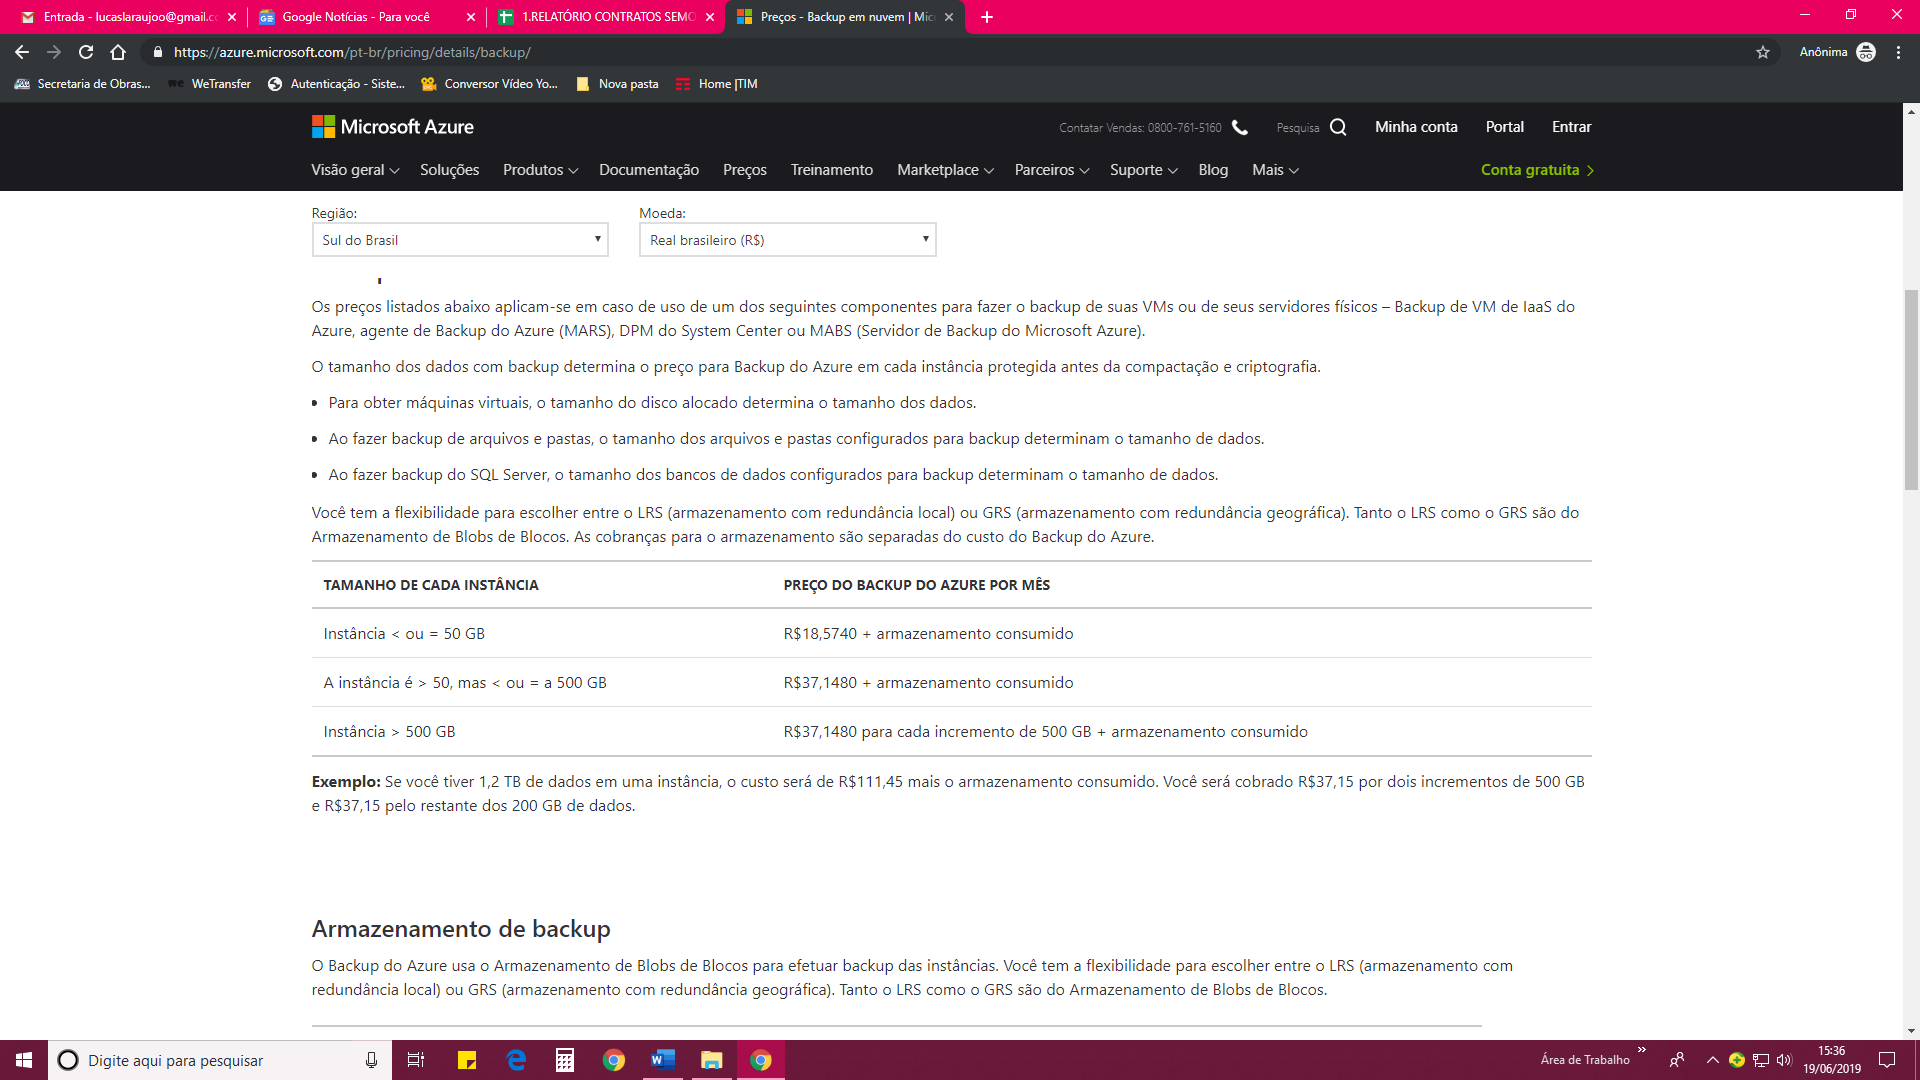 Entrada - lucaslaraujoo@gmail.c
Google Notícias - Para você
1.RELATÓRIO CONTRATOS SEMO
Preços - Backup em nuvem | Mic
https://azure.microsoft.com/pt-br/pricing/details/backup/
Anônima
Secretaria de Obras...
WeTransfer
Autenticação - Siste...
Conversor Vídeo Yo...
Nova pasta
Home |TIM
Microsoft Azure
Contatar Vendas: 0800-761-5160
Pesquisa
Minha conta
Portal
Entrar
Visão geral
Soluções
Produtos
Documentação
Preços
Treinamento
Marketplace
Parceiros
Suporte
Blog
Mais
Conta gratuita
Região:
Moeda:
Sul do Brasil
Real brasileiro (R$)
Os preços listados abaixo aplicam-se em caso de uso de um dos seguintes componentes para fazer o backup de suas VMs ou de seus servidores físicos – Backup de VM de IaaS do
Azure, agente de Backup do Azure (MARS), DPM do System Center ou MABS (Servidor de Backup do Microsoft Azure).
O tamanho dos dados com backup determina o preço para Backup do Azure em cada instância protegida antes da compactação e criptografia.
• Para obter máquinas virtuais, o tamanho do disco alocado determina o tamanho dos dados.
• Ao fazer backup de arquivos e pastas, o tamanho dos arquivos e pastas configurados para backup determinam o tamanho de dados.
• Ao fazer backup do SQL Server, o tamanho dos bancos de dados configurados para backup determinam o tamanho de dados.
Você tem a flexibilidade para escolher entre o LRS (armazenamento com redundância local) ou GRS (armazenamento com redundância geográfica). Tanto o LRS como o GRS são do
Armazenamento de Blobs de Blocos. As cobranças para o armazenamento são separadas do custo do Backup do Azure.
TAMANHO DE CADA INSTÂNCIA
PREÇO DO BACKUP DO AZURE POR MÊS
Instância < ou = 50 GB
R$18,5740 + armazenamento consumido
A instância é > 50, mas < ou = a 500 GB
R$37,1480 + armazenamento consumido
Instância > 500 GB
R$37,1480 para cada incremento de 500 GB + armazenamento consumido
Exemplo: Se você tiver 1,2 TB de dados em uma instância, o custo será de R$111,45 mais o armazenamento consumido. Você será cobrado R$37,15 por dois incrementos de 500 GB
e R$37,15 pelo restante dos 200 GB de dados.
Armazenamento de backup
O Backup do Azure usa o Armazenamento de Blobs de Blocos para efetuar backup das instâncias. Você tem a flexibilidade para escolher entre o LRS (armazenamento com
redundância local) ou GRS (armazenamento com redundância geográfica). Tanto o LRS como o GRS são do Armazenamento de Blobs de Blocos.
Digite aqui para pesquisar
Área de Trabalho
15:36
19/06/2019